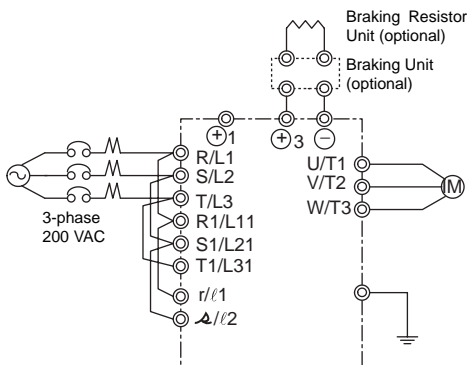 Braking Resistor
Unit (optional)
Braking Unit
(optional)
⊕1
⊕3
⊖
R/L1
S/L2
T/L3
R1/L11
S1/L21
T1/L31
r/ℓ1
s/ℓ2
U/T1
V/T2
W/T3
M
3-phase
200 VAC